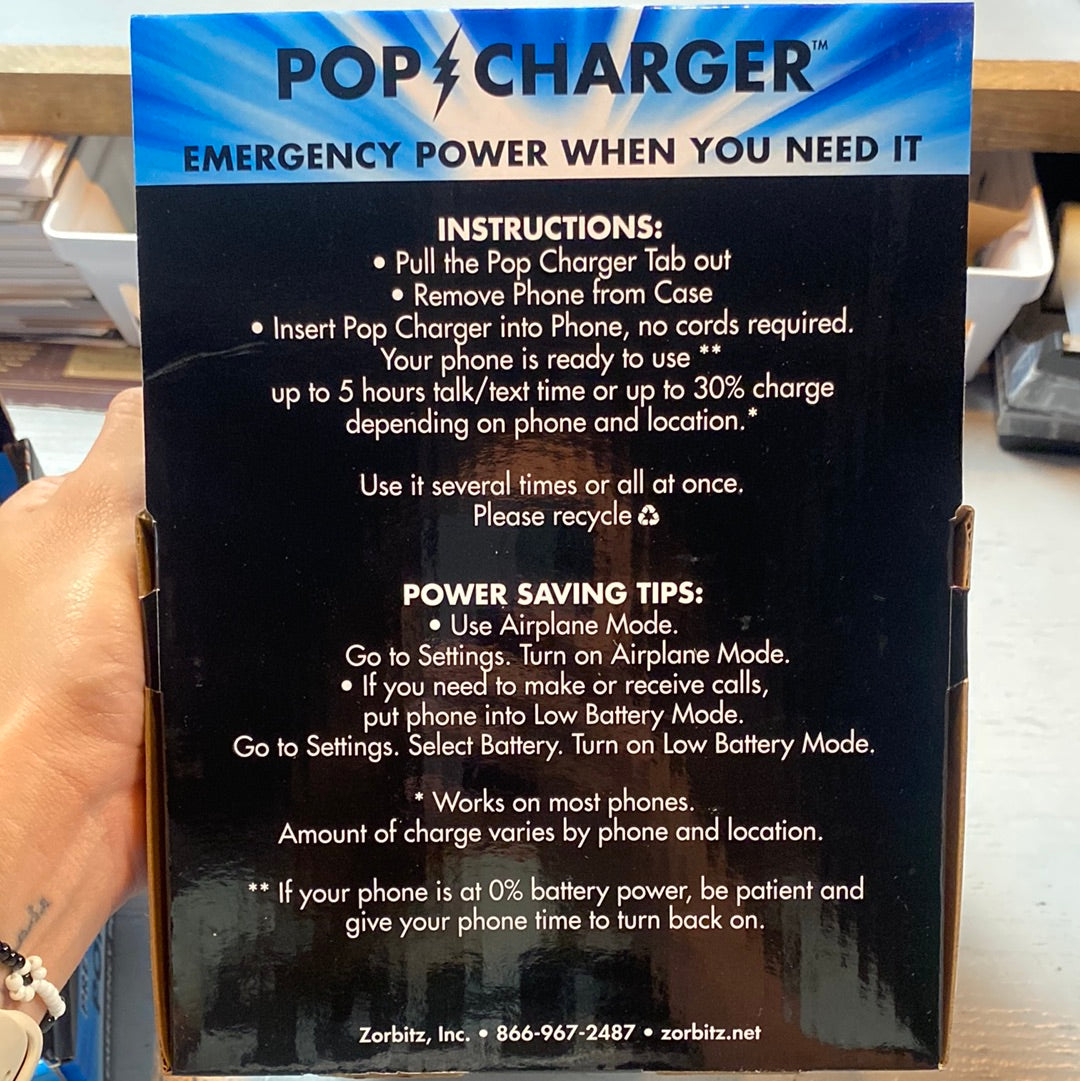 POP CHARGER™
EMERGENCY POWER WHEN YOU NEED IT
INSTRUCTIONS:
• Pull the Pop Charger Tab out
• Remove Phone from Case
• Insert Pop Charger into Phone, no cords required.
Your phone is ready to use **
up to 5 hours talk/text time or up to 30% charge
depending on phone and location.*
Use it several times or all at once.
Please recycle ♻
POWER SAVING TIPS:
• Use Airplane Mode.
Go to Settings. Turn on Airplane Mode.
• If you need to make or receive calls,
put phone into Low Battery Mode.
Go to Settings. Select Battery. Turn on Low Battery Mode.
* Works on most phones.
Amount of charge varies by phone and location.
** If your phone is at 0% battery power, be patient and
give your phone time to turn back on.
Zorbitz, Inc. • 866-967-2487 • zorbitz.net